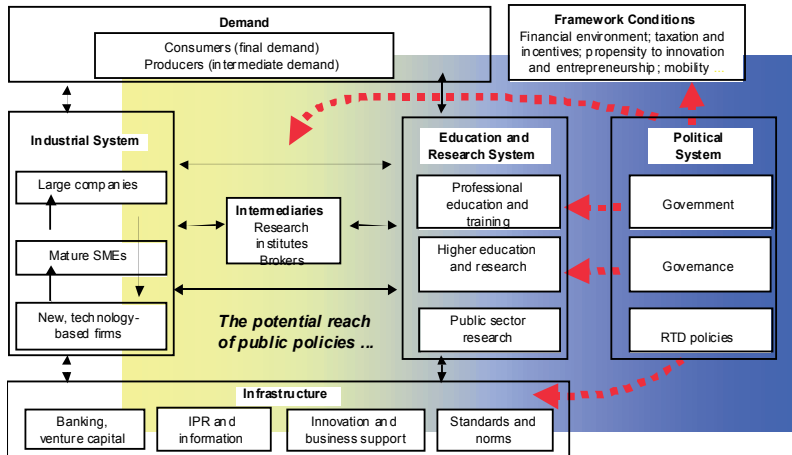 Demand
Consumers (final demand)
Producers (intermediate demand)
Framework Conditions
Financial environment; taxation and
incentives; propensity to innovation
and entrepreneurship; mobility ...
Industrial System
Large companies
Mature SMEs
New, technology-
based firms
Intermediaries
Research
institutes
Brokers
The potential reach
of public policies ...
Education and
Research System
Professional
education and
training
Higher education
and research
Public sector
research
Political
System
Government
Governance
RTD policies
Infrastructure
Banking,
venture capital
IPR and
information
Innovation and
business support
Standards and
norms